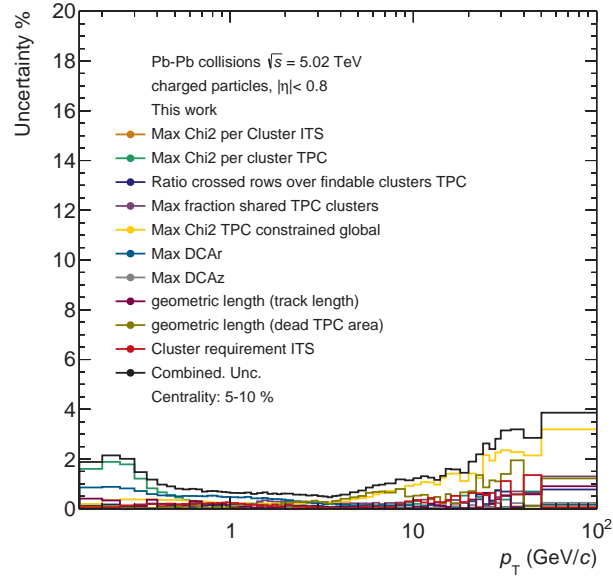 Uncertainty %
20
18
16
14
12
10
8
6
4
2
0
Pb-Pb collisions √s = 5.02 TeV
charged particles, |η|< 0.8
This work
Max Chi2 per Cluster ITS
Max Chi2 per cluster TPC
Ratio crossed rows over findable clusters TPC
Max fraction shared TPC clusters
Max Chi2 TPC constrained global
Max DCAr
Max DCAz
geometric length (track length)
geometric length (dead TPC area)
Cluster requirement ITS
Combined. Unc.
Centrality: 5-10 %
1 10 10²
p_T (GeV/c)